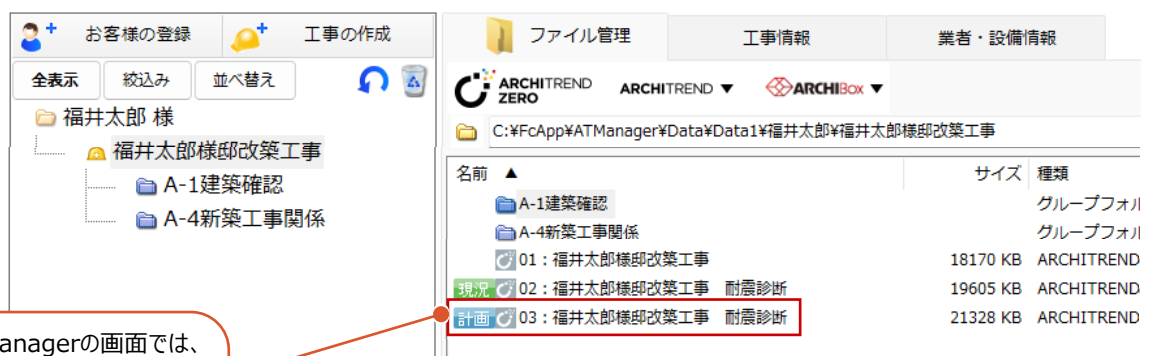 お客様の登録 工事の作成
全表示 絞込み 並べ替え
福井太郎 様
福井太郎様邸改築工事
A-1建築確認
A-4新築工事関係
ファイル管理 工事情報 業者・設備情報
ARCHITREND ZERO ARCHITREND ▼ ARCHIBOX ▼
C:¥FcApp¥ATManager¥Data¥Data1¥福井太郎¥福井太郎様邸改築工事
名前 ▲ サイズ 種類
A-1建築確認 グループフォル
A-4新築工事関係 グループフォル
01：福井太郎様邸改築工事 18170 KB ARCHITREND
現況 02：福井太郎様邸改築工事 耐震診断 19605 KB ARCHITREND
計画 03：福井太郎様邸改築工事 耐震診断 21328 KB ARCHITREND
anagerの画面では、